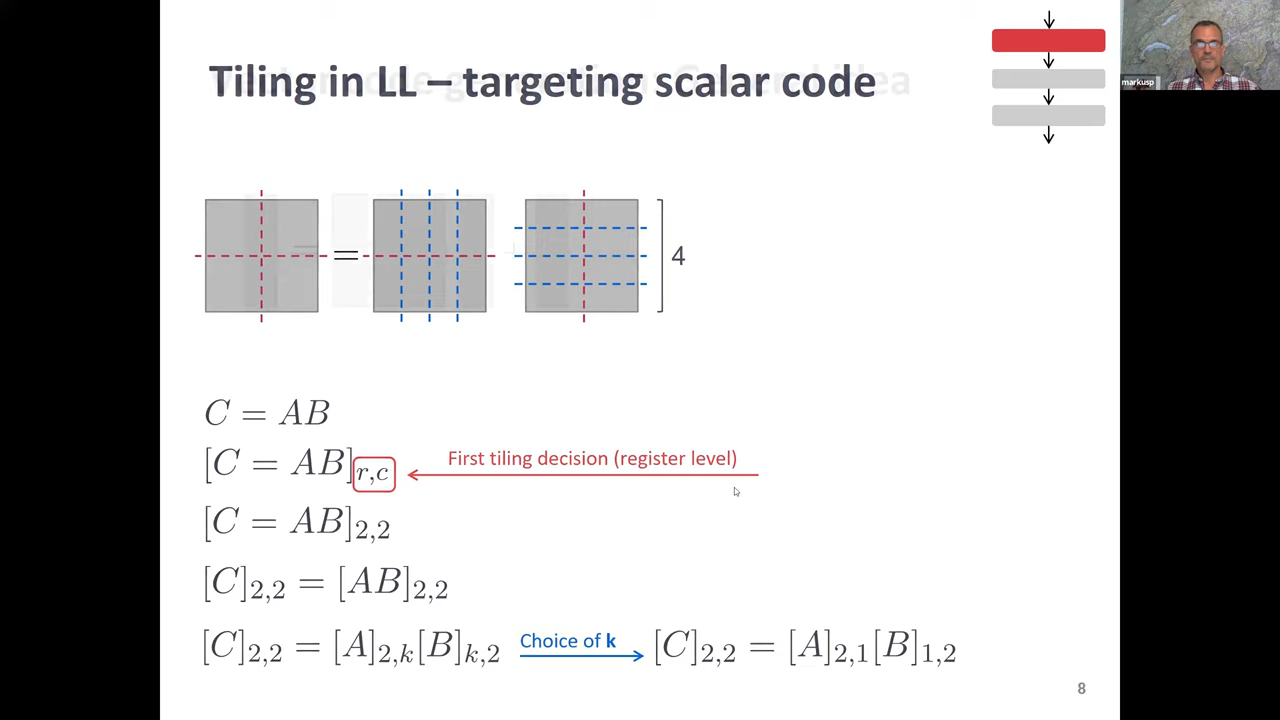 Tiling in LL – targeting scalar code
markusp
= 4
C = AB
[C = AB]r,c First tiling decision (register level)
[C = AB]2,2
[C]2,2 = [AB]2,2
[C]2,2 = [A]2,k[B]k,2 Choice of k [C]2,2 = [A]2,1[B]1,2
8